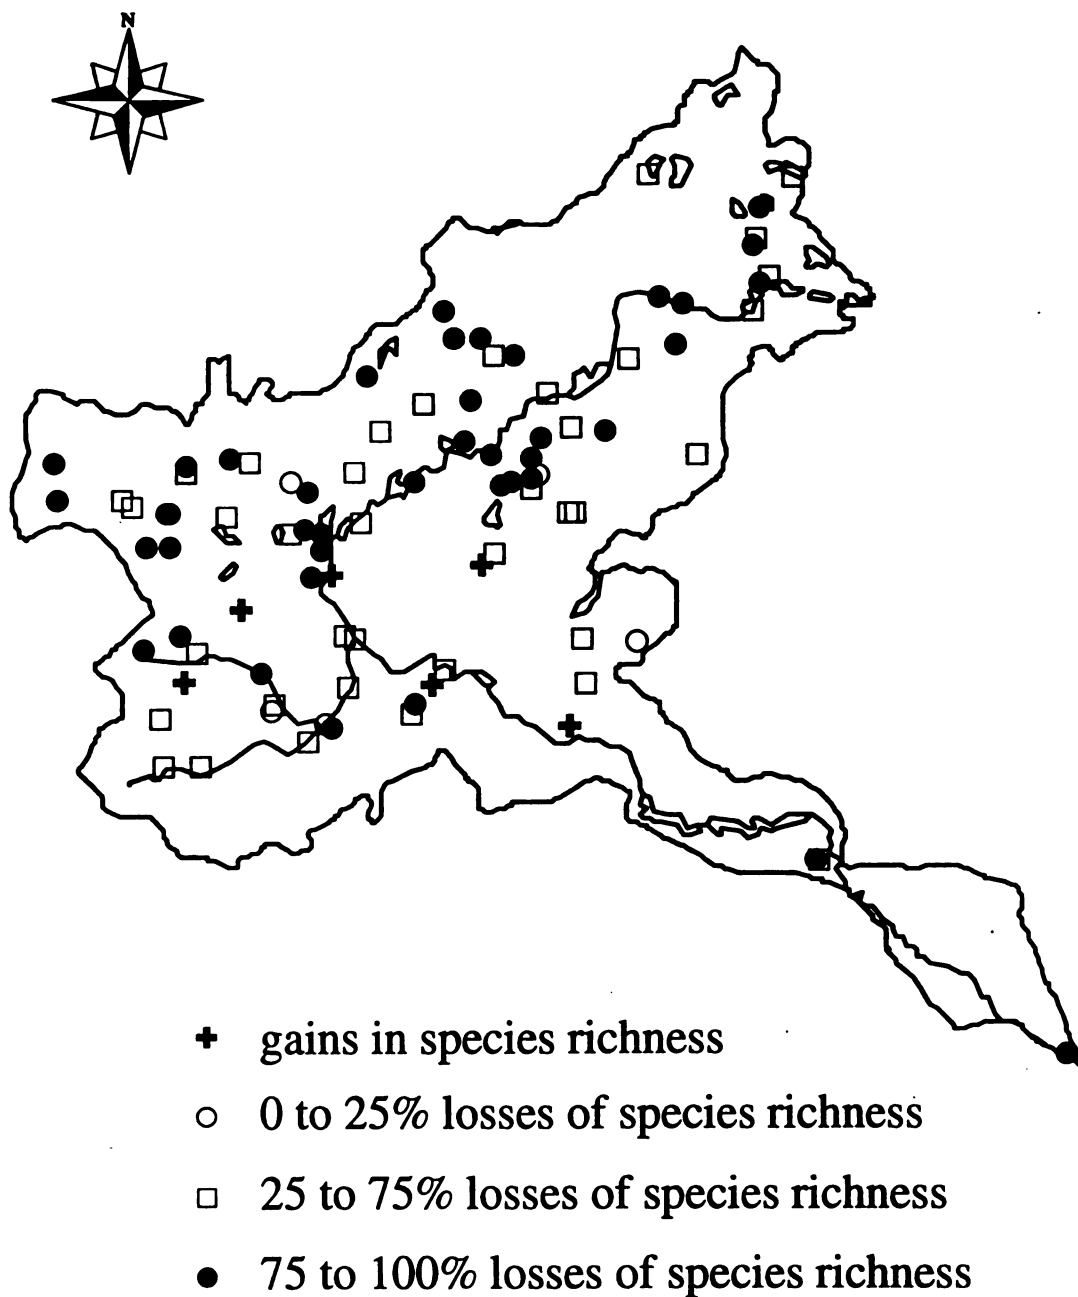 N
gains in species richness
0 to 25% losses of species richness
25 to 75% losses of species richness
75 to 100% losses of species richness